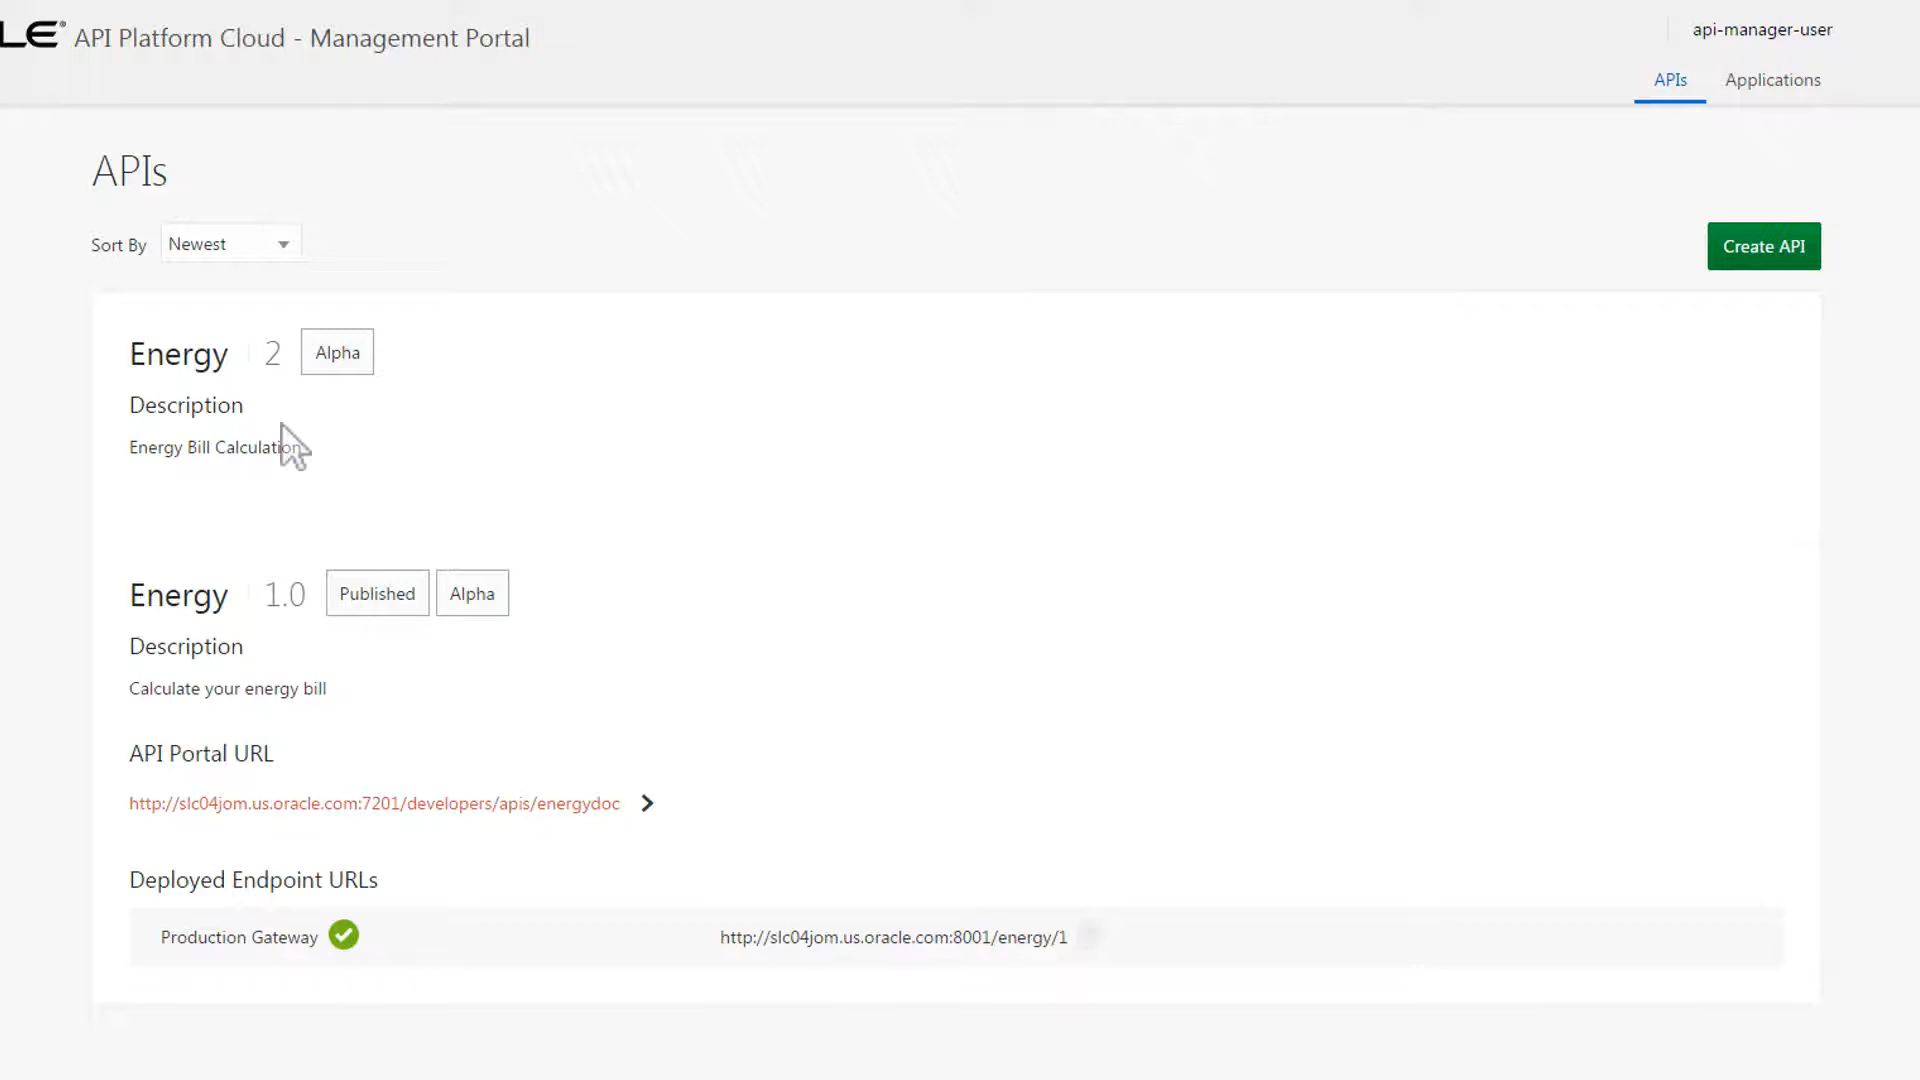 LE® API Platform Cloud - Management Portal
api-manager-user
APIs Applications
APIs
Sort By Newest
Create API
Energy 2 Alpha
Description
Energy Bill Calculation
Energy 1.0 Published Alpha
Description
Calculate your energy bill
API Portal URL
http://slc04jom.us.oracle.com:7201/developers/apis/energydoc
Deployed Endpoint URLs
Production Gateway http://slc04jom.us.oracle.com:8001/energy/1